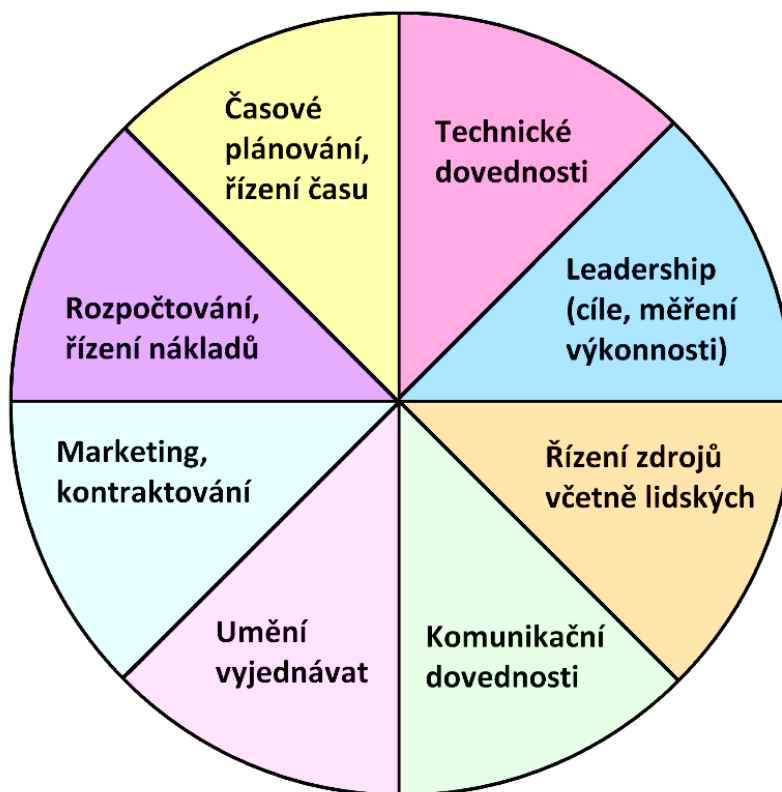 Časové
plánování,
řízení času
Technické
dovednosti
Leadership
(cíle, měření
výkonnosti)
Řízení zdrojů
včetně lidských
Komunikační
dovednosti
Umění
vyjednávat
Marketing,
kontraktování
Rozpočtování,
řízení nákladů